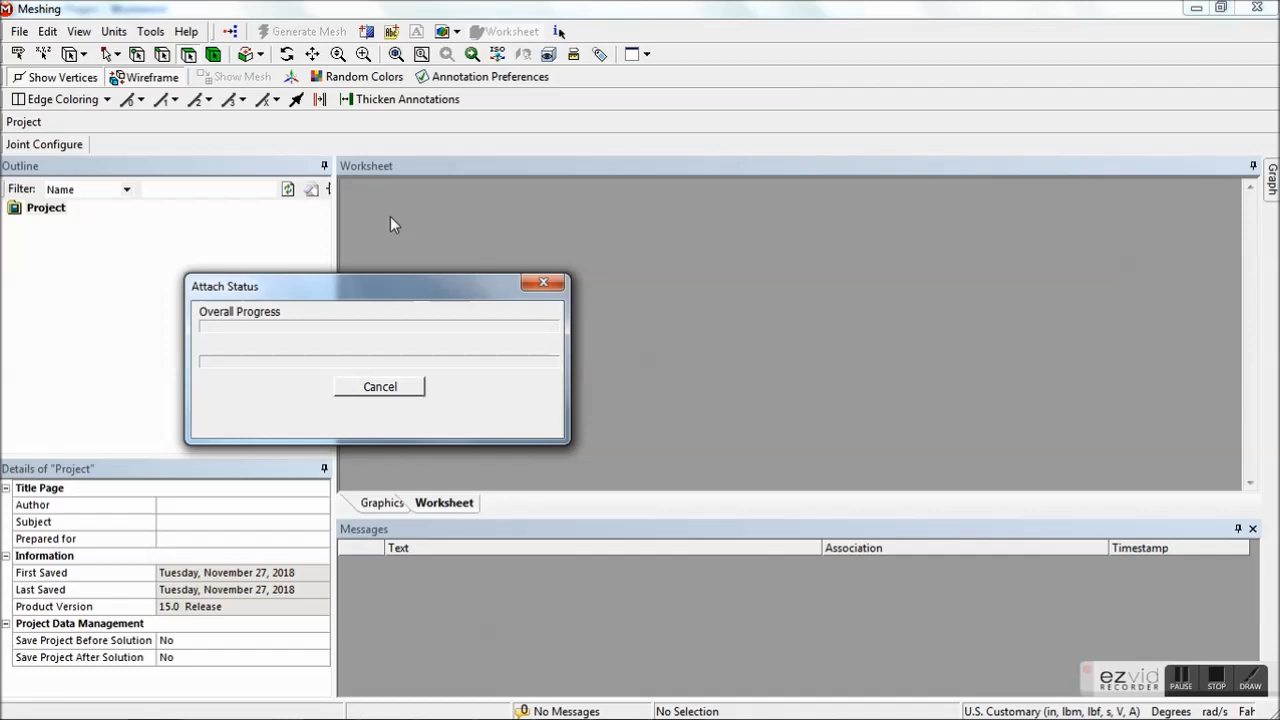 Meshing
File Edit View Units Tools Help Generate Mesh A Worksheet
ISO
Show Vertices Wireframe Show Mesh Random Colors Annotation Preferences
Edge Coloring Thicken Annotations
Project
Joint Configure
Outline
Filter: Name
Project
Worksheet
Graph
Attach Status
Overall Progress
Cancel
Graphics Worksheet
Details of "Project"
Title Page
Author
Subject
Prepared for
Information
First Saved Tuesday, November 27, 2018
Last Saved Tuesday, November 27, 2018
Product Version 15.0 Release
Project Data Management
Save Project Before Solution No
Save Project After Solution No
Messages
Text Association Timestamp
ezvid
RECORDER
PAUSE STOP DRAW
0 No Messages No Selection U.S. Customary (in, lbm, lbf, s, V, A) Degrees rad/s Fah